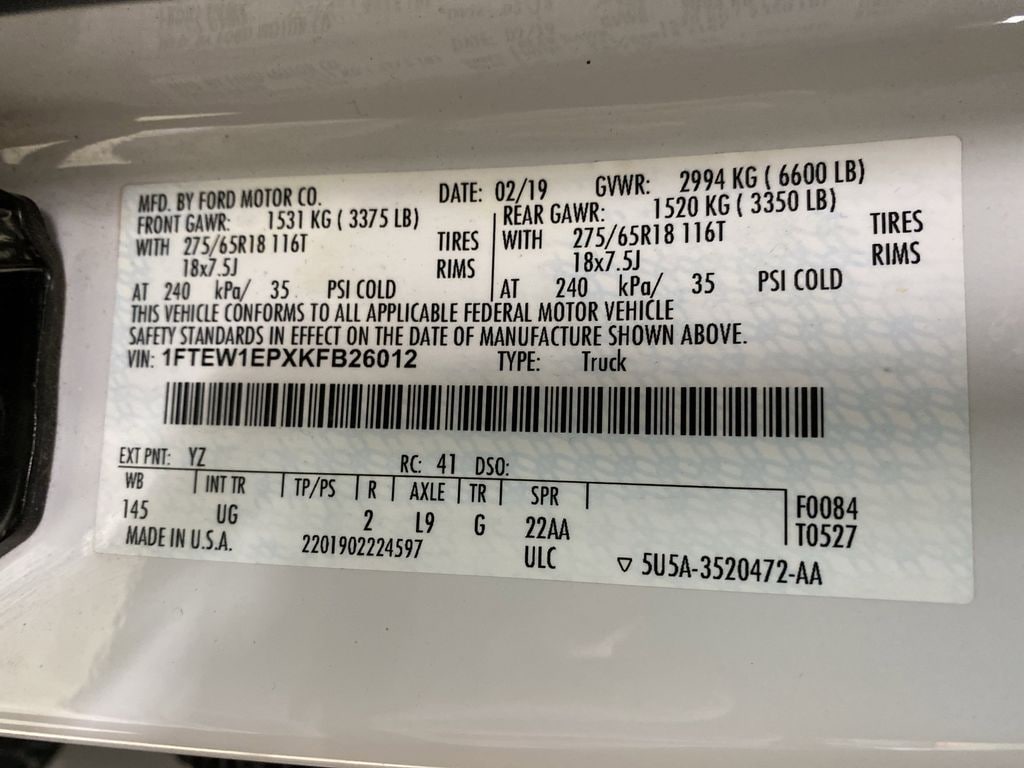 MFD. BY FORD MOTOR CO. DATE: 02/19 GVWR: 2994 KG ( 6600 LB)
FRONT GAWR: 1531 KG ( 3375 LB) REAR GAWR: 1520 KG ( 3350 LB)
WITH 275/65R18 116T TIRES WITH 275/65R18 116T TIRES
18x7.5J RIMS 18x7.5J RIMS
AT 240 kPa/ 35 PSI COLD AT 240 kPa/ 35 PSI COLD
THIS VEHICLE CONFORMS TO ALL APPLICABLE FEDERAL MOTOR VEHICLE
SAFETY STANDARDS IN EFFECT ON THE DATE OF MANUFACTURE SHOWN ABOVE.
VIN: 1FTEW1EPXKFB26012 TYPE: Truck
EXT PNT: YZ RC: 41 DSO:
WB INT TR TP/PS R AXLE TR SPR F0084
145 UG 2 L9 G 22AA T0527
MADE IN U.S.A. 2201902224597 ULC ▽ 5U5A-3520472-AA